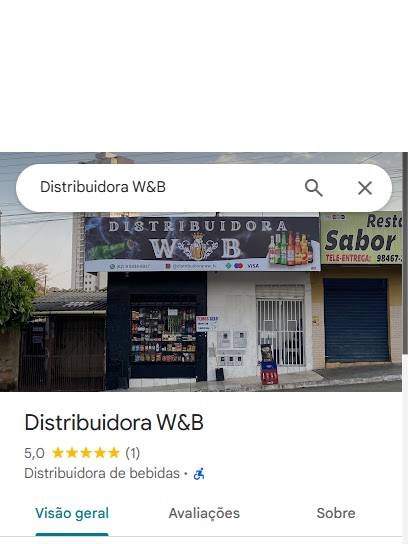 Distribuidora W&B
DISTRIBUIDORA
W B
VISA
Resta
Sabor
TELE-ENTREGA: 98467-
Distribuidora W&B
5,0 ★★★★★ (1)
Distribuidora de bebidas ·
Visão geral
Avaliações
Sobre